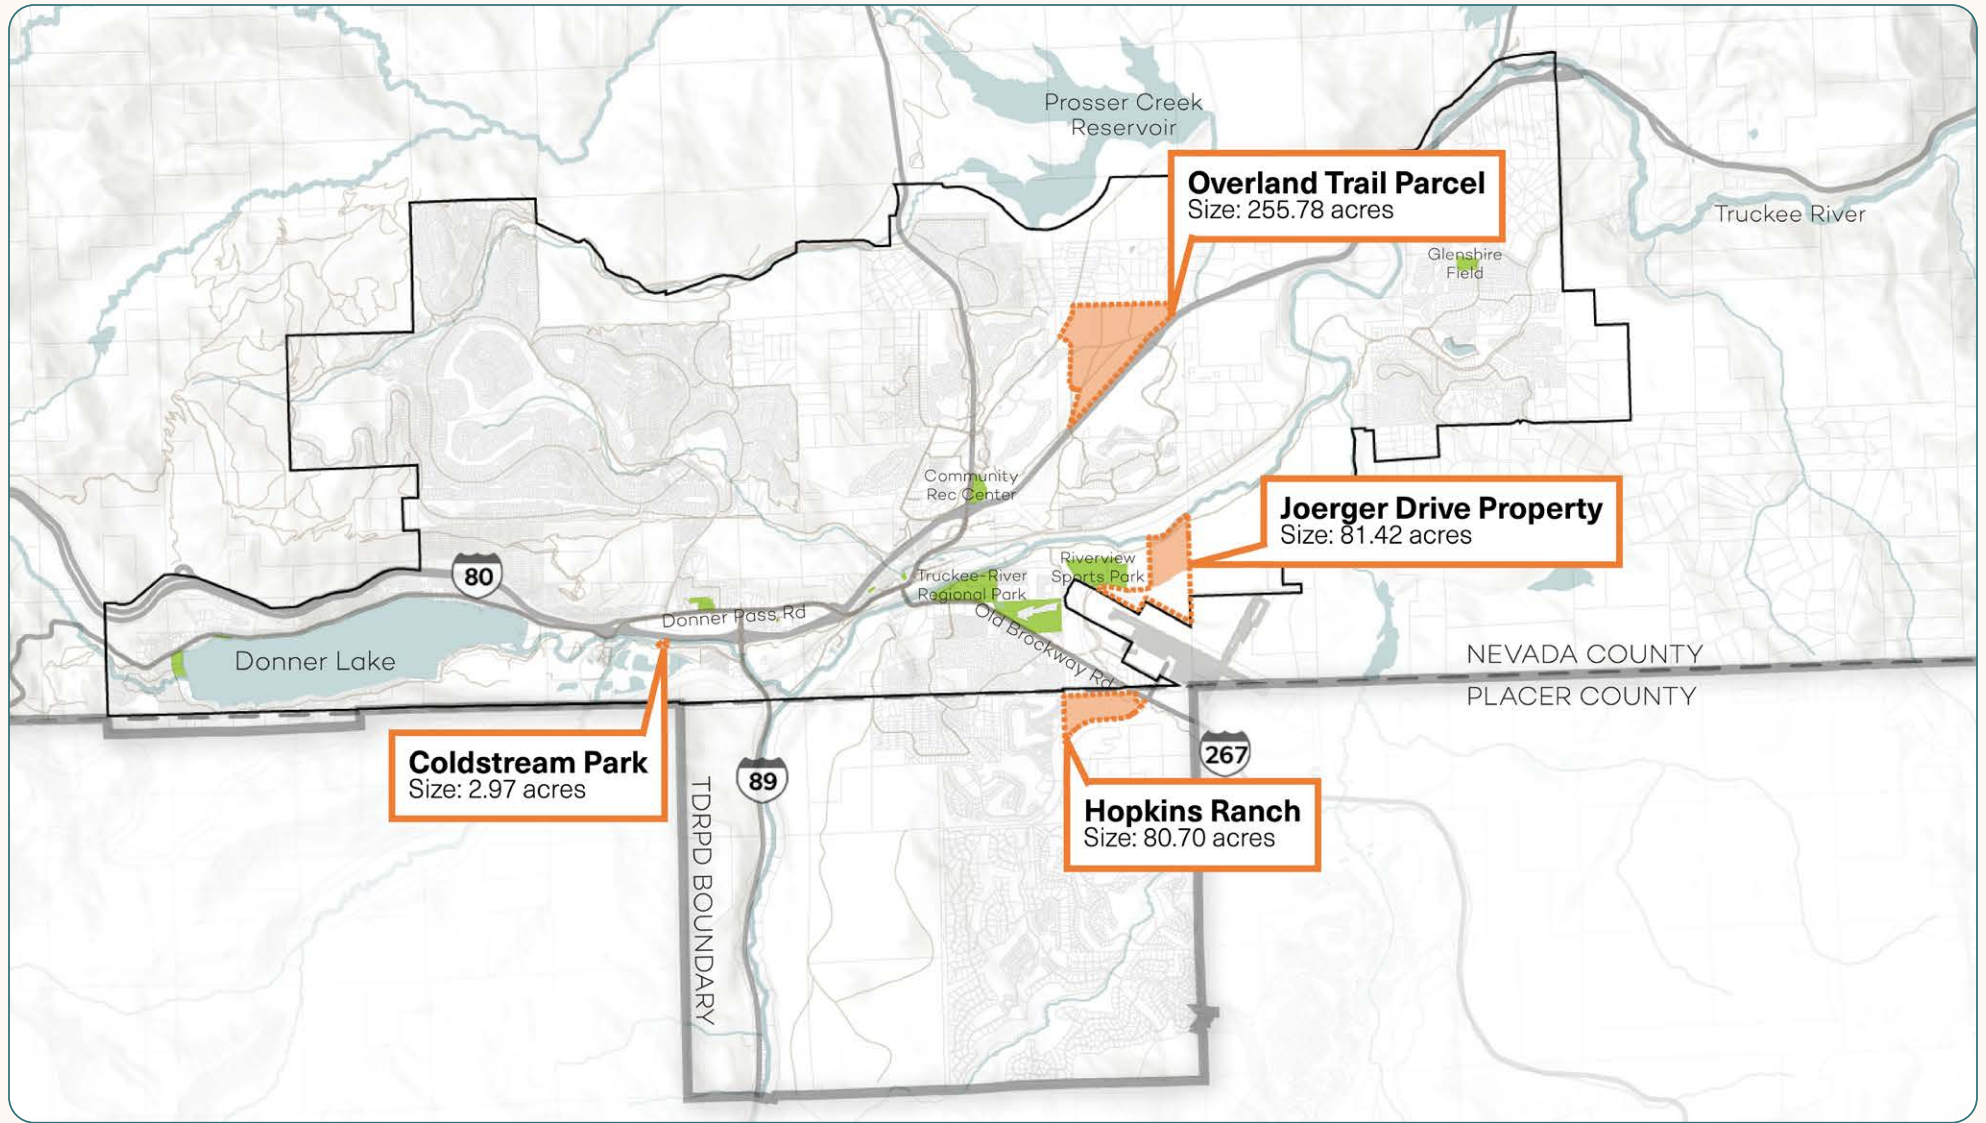 Prosser Creek
Reservoir
Overland Trail Parcel
Size: 255.78 acres
Truckee River
Glenshire
Field
Community
Rec Center
Joerger Drive Property
Size: 81.42 acres
Riverview
Sports Park
80
Truckee River
Regional Park
Donner Pass Rd
Old Brockway Rd
Donner Lake
NEVADA COUNTY
PLACER COUNTY
Coldstream Park
Size: 2.97 acres
89
267
TDRPD BOUNDARY
Hopkins Ranch
Size: 80.70 acres